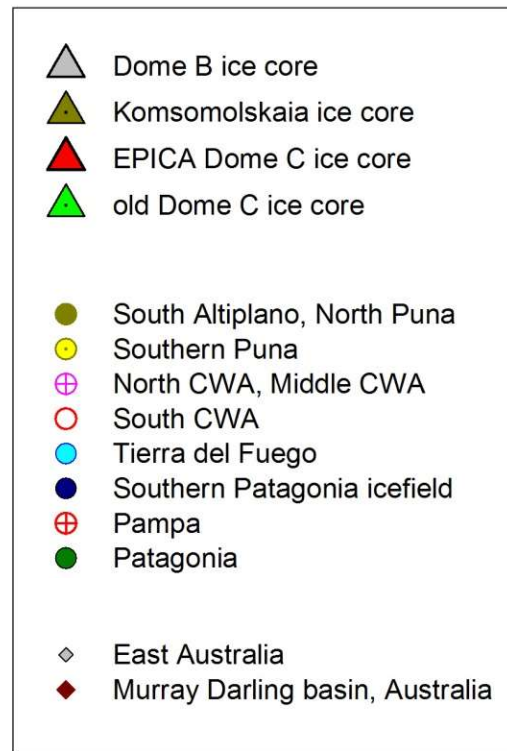 Dome B ice core
Komsomolskaia ice core
EPICA Dome C ice core
old Dome C ice core
South Altiplano, North Puna
Southern Puna
North CWA, Middle CWA
South CWA
Tierra del Fuego
Southern Patagonia icefield
Pampa
Patagonia
East Australia
Murray Darling basin, Australia